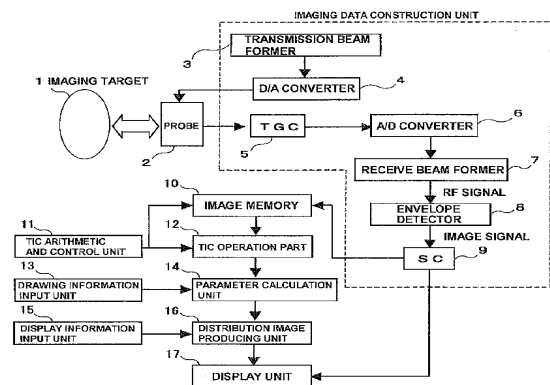 IMAGING DATA CONSTRUCTION UNIT
3
TRANSMISSION BEAM
FORMER
1 IMAGING TARGET
D/A CONVERTER
4
PROBE
2
T G C
5
A/D CONVERTER
6
RECEIVE BEAM FORMER
7
RF SIGNAL
ENVELOPE
DETECTOR
8
IMAGE SIGNAL
S C
9
10
IMAGE MEMORY
11
TIC ARITHMETIC
AND CONTROL UNIT
12
TIC OPERATION PART
13
DRAWING INFORMATION
INPUT UNIT
14
PARAMETER CALCULATION
UNIT
15
DISPLAY INFORMATION
INPUT UNIT
16
DISTRIBUTION IMAGE
PRODUCING UNIT
17
DISPLAY UNIT